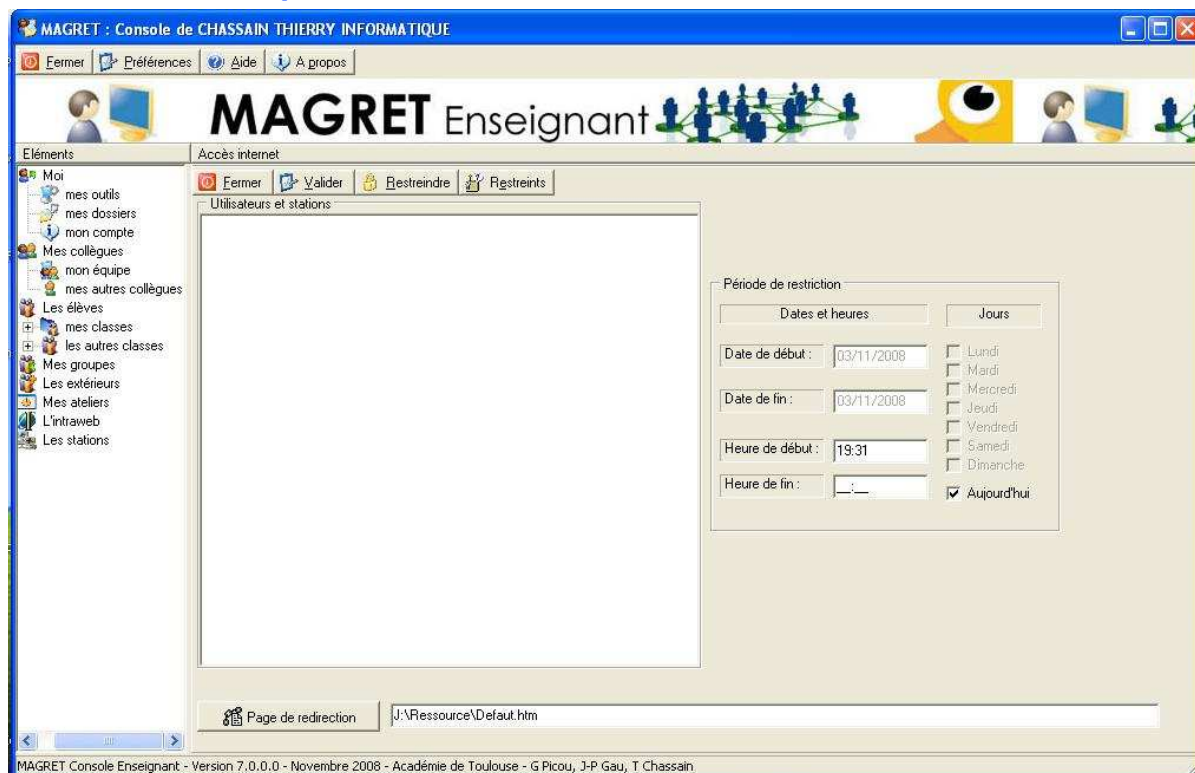 MAGRET : Console de CHASSAIN THIERRY INFORMATIQUE
Fermer Préférences Aide A propos
MAGRET Enseignant
Eléments
Accès internet
Moi
mes outils
mes dossiers
mon compte
Mes collègues
mon équipe
mes autres collègues
Les élèves
mes classes
les autres classes
Mes groupes
Les extérieurs
Mes ateliers
L'intraweb
Les stations
Fermer Valider Restreindre Restreints
Utilisateurs et stations
Période de restriction
Dates et heures
Jours
Date de début : 03/11/2008
Date de fin : 03/11/2008
Heure de début : 19:31
Heure de fin : __:__
Lundi
Mardi
Mercredi
Jeudi
Vendredi
Samedi
Dimanche
Aujourd'hui
Page de redirection
J:\Ressource\Defaut.htm
MAGRET Console Enseignant - Version 7.0.0.0 - Novembre 2008 - Académie de Toulouse - G Picou, J-P Gau, T Chassain